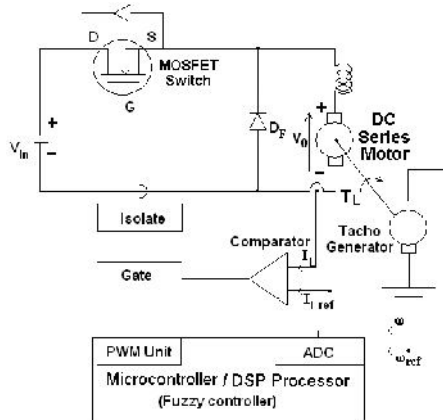 D
S
MOSFET
Switch
G
+
V_in
-
D_F
+
V_0
-
DC
Series
Motor
T_L
Isolate
Tacho
Generator
Comparator
I_L
Gate
I_L ref
ω
ω*ref
PWM Unit
ADC
Microcontroller / DSP Processor
(Fuzzy controller)